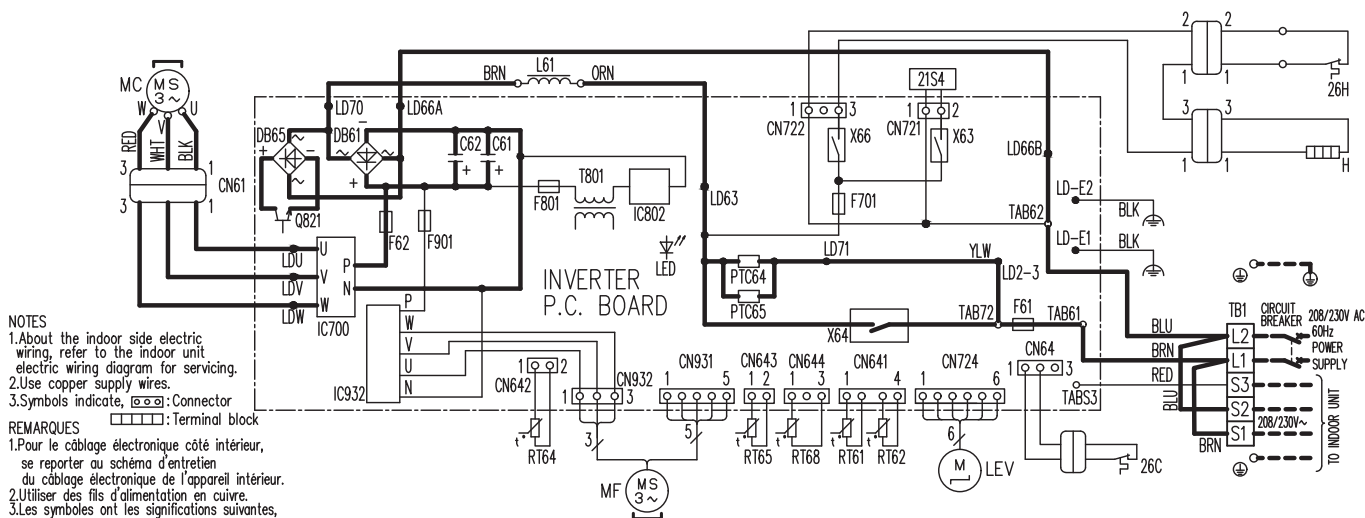 BRN L61 ORN
2 2
1 1
26H
3 3
1 1
H
MC
MS
3~
W V U
RED WHT BLK
3 1
CN61
3 1
LD70 LD66A
DB65 DB61
~ − ~
+ − ~
~ +
C62 C61
+ +
Q821
F801
T801
IC802
LED
F62 F901
LDU
LDV
LDW
U
V
W
P
N
IC700
P
W
V
U
N
IC932
INVERTER
P.C. BOARD
21S4
1 3
CN722
1 2
CN721
X66 X63
F701
LD63
LD66B
TAB62
LD-E2
BLK
LD-E1
BLK
PTC64
PTC65
LD71
YLW
LD2-3
TAB72
F61
TAB61
X64
CN642
1 2
t°
RT64
1 3
CN932
3
MF
MS
3~
CN931
1 5
5
CN643
1 2
t°
RT65
CN644
1 3
t°
RT68
CN641
1 4
t° t°
RT61 RT62
CN724
1 6
6
M
LEV
CN64
1 3
26C
TABS3
BLU
BRN
RED
BLU
BRN
TB1
L2
L1
S3
S2
S1
CIRCUIT
BREAKER
208/230V AC
60Hz
POWER
SUPPLY
208/230V~
TO INDOOR UNIT
NOTES
1.About the indoor side electric
wiring, refer to the indoor unit
electric wiring diagram for servicing.
2.Use copper supply wires.
3.Symbols indicate, : Connector
: Terminal block
REMARQUES
1.Pour le câblage électronique côté intérieur,
se reporter au schéma d'entretien
du câblage électronique de l'appareil intérieur.
2.Utiliser des fils d'alimentation en cuivre.
3.Les symboles ont les significations suivantes,